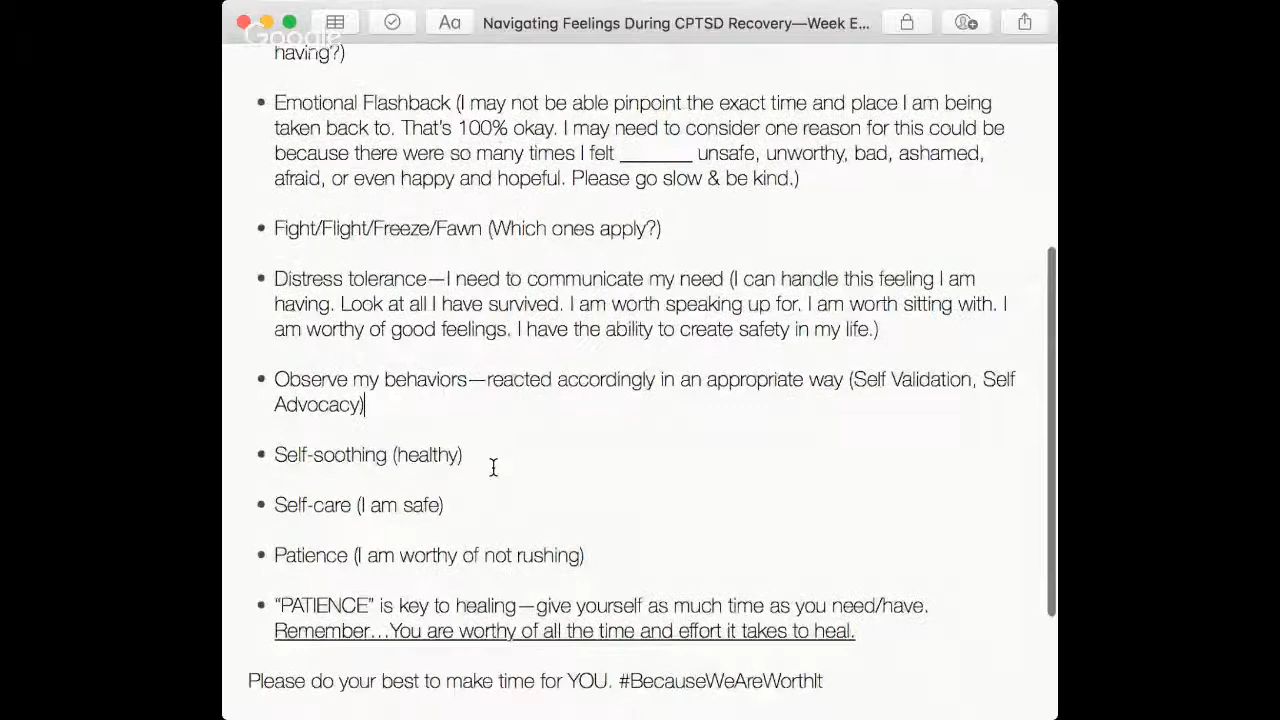 Aa
Navigating Feelings During CPTSD Recovery—Week E...
Google
having?)
• Emotional Flashback (I may not be able pinpoint the exact time and place I am being
taken back to. That's 100% okay. I may need to consider one reason for this could be
because there were so many times I felt _______ unsafe, unworthy, bad, ashamed,
afraid, or even happy and hopeful. Please go slow & be kind.)
• Fight/Flight/Freeze/Fawn (Which ones apply?)
• Distress tolerance—I need to communicate my need (I can handle this feeling I am
having. Look at all I have survived. I am worth speaking up for. I am worth sitting with. I
am worthy of good feelings. I have the ability to create safety in my life.)
• Observe my behaviors—reacted accordingly in an appropriate way (Self Validation, Self
Advocacy)
• Self-soothing (healthy)
• Self-care (I am safe)
• Patience (I am worthy of not rushing)
• “PATIENCE” is key to healing—give yourself as much time as you need/have.
Remember...You are worthy of all the time and effort it takes to heal.
Please do your best to make time for YOU. #BecauseWeAreWorthIt